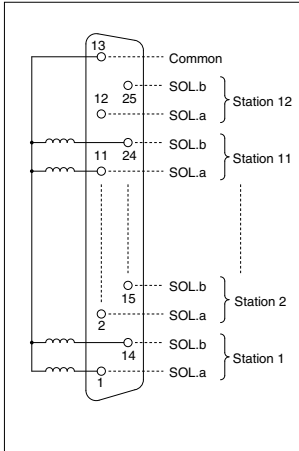 13
Common
SOL.b
25
12
SOL.a
Station 12
SOL.b
24
11
SOL.a
Station 11
SOL.b
15
2
SOL.a
Station 2
SOL.b
14
1
SOL.a
Station 1